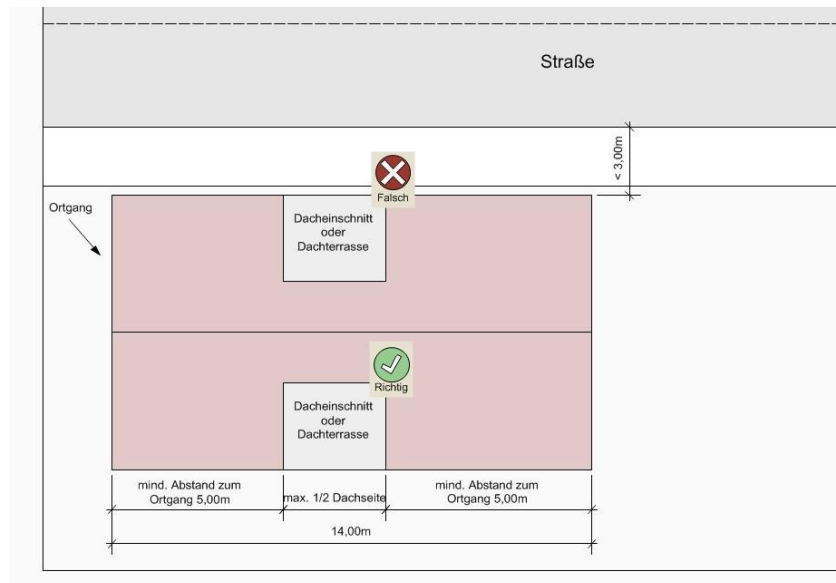 Straße
< 3,00m
Falsch
Ortgang
Dacheinschnitt
oder
Dachterrasse
Richtig
Dacheinschnitt
oder
Dachterrasse
mind. Abstand zum
Ortgang 5,00m
max. 1/2 Dachseite
mind. Abstand zum
Ortgang 5,00m
14,00m